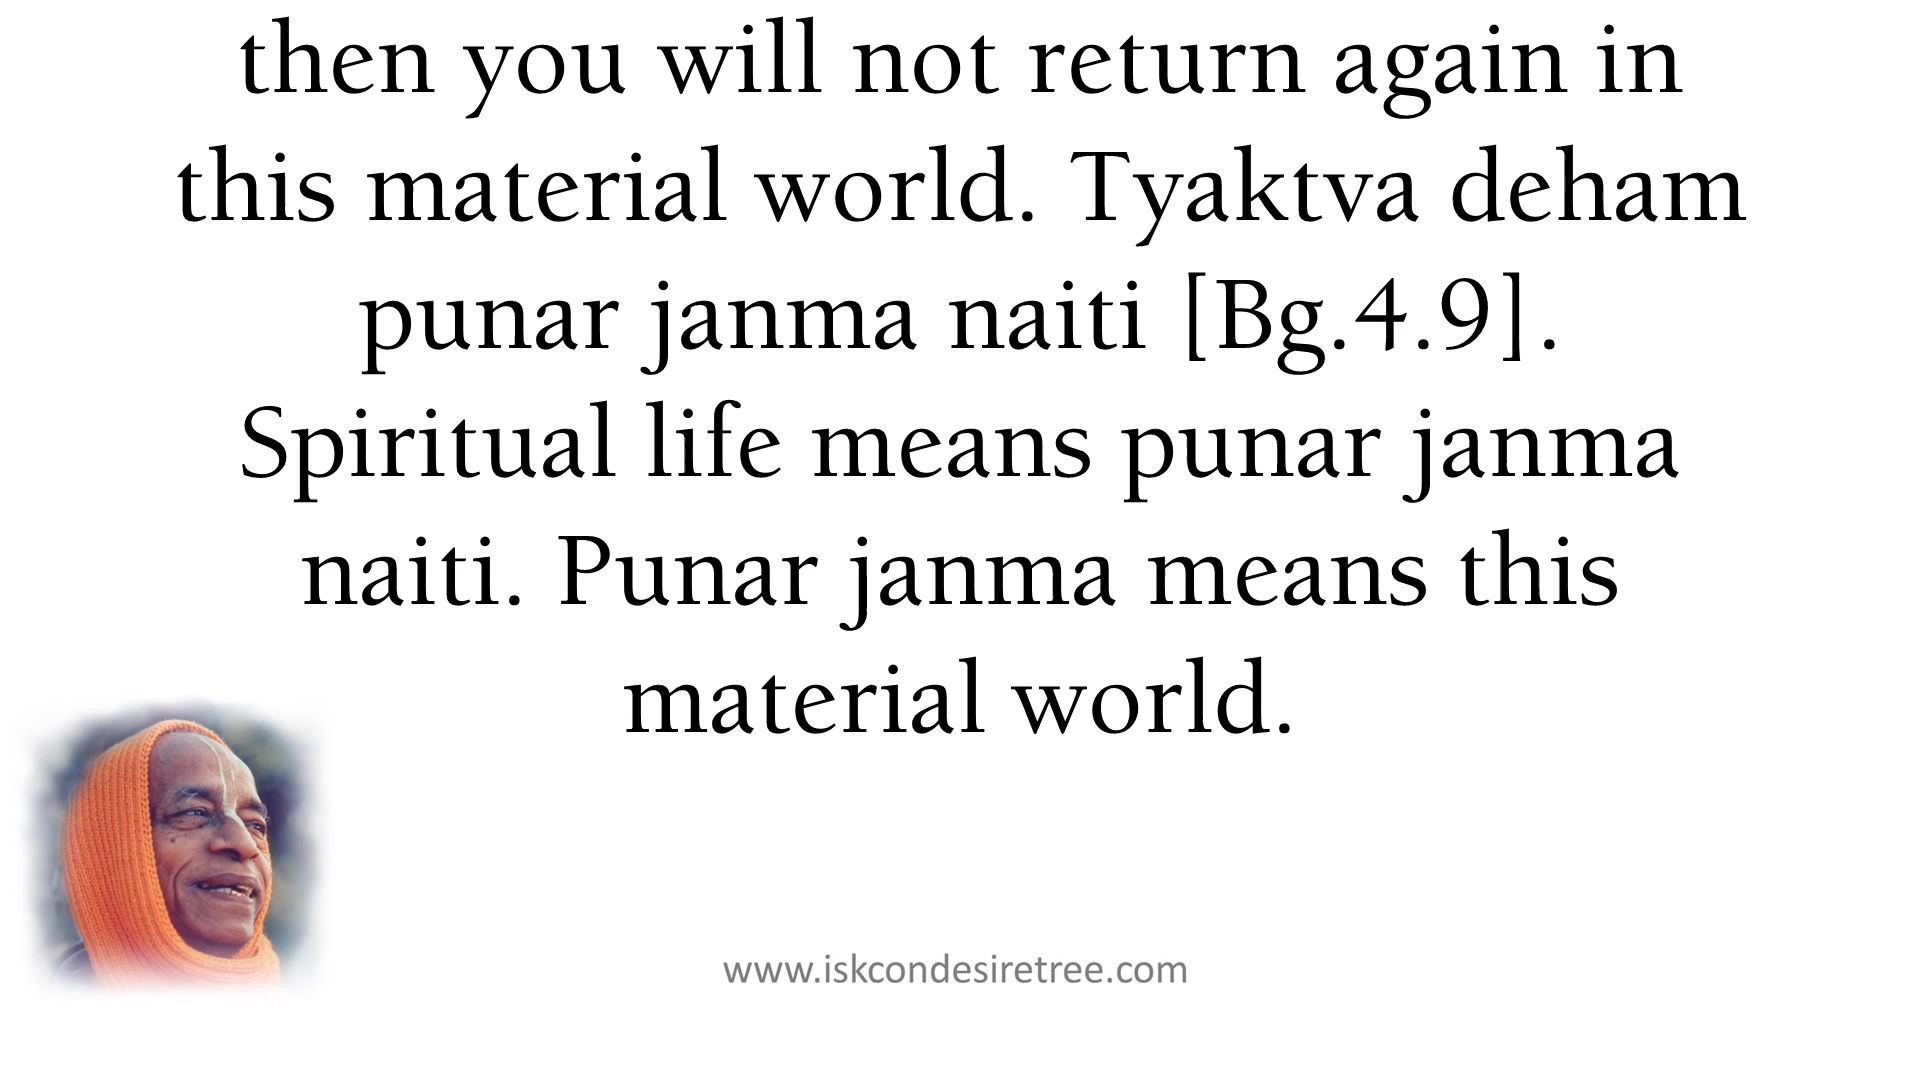 then you will not return again in
this material world. Tyaktva deham
punar janma naiti [Bg.4.9].
Spiritual life means punar janma
naiti. Punar janma means this
material world.
www.iskcondesiretree.com